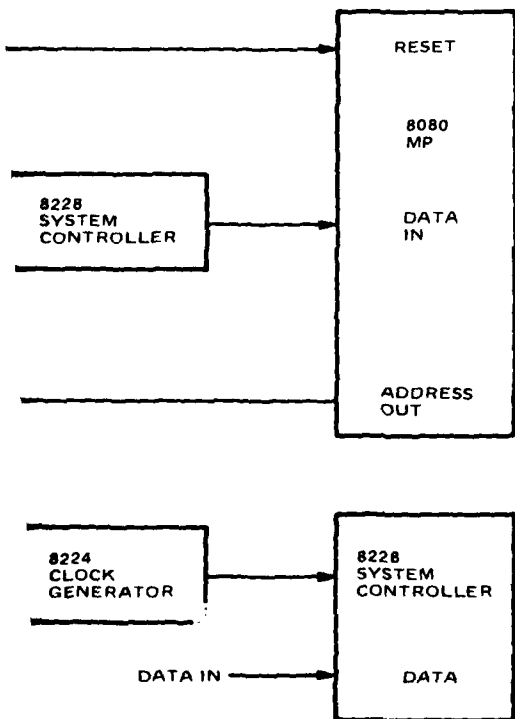 RESET
8080
MP
8228
SYSTEM
CONTROLLER
DATA
IN
ADDRESS
OUT
8224
CLOCK
GENERATOR
8228
SYSTEM
CONTROLLER
DATA IN
DATA